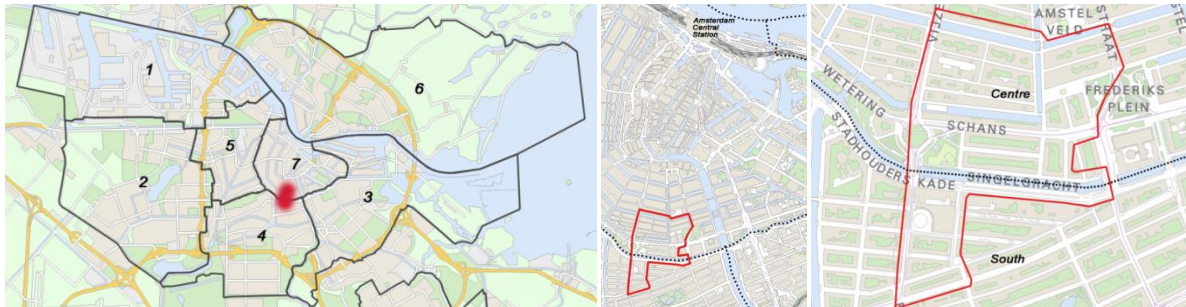 1
6
5
7
2
3
4
Amsterdam
Central
Station
AMSTEL
VELD
STRAAT
WETERING
Centre
FREDERIKS
PLEIN
SCHANS
STADHOUDERS
KADE
SINGELGRACHT
South